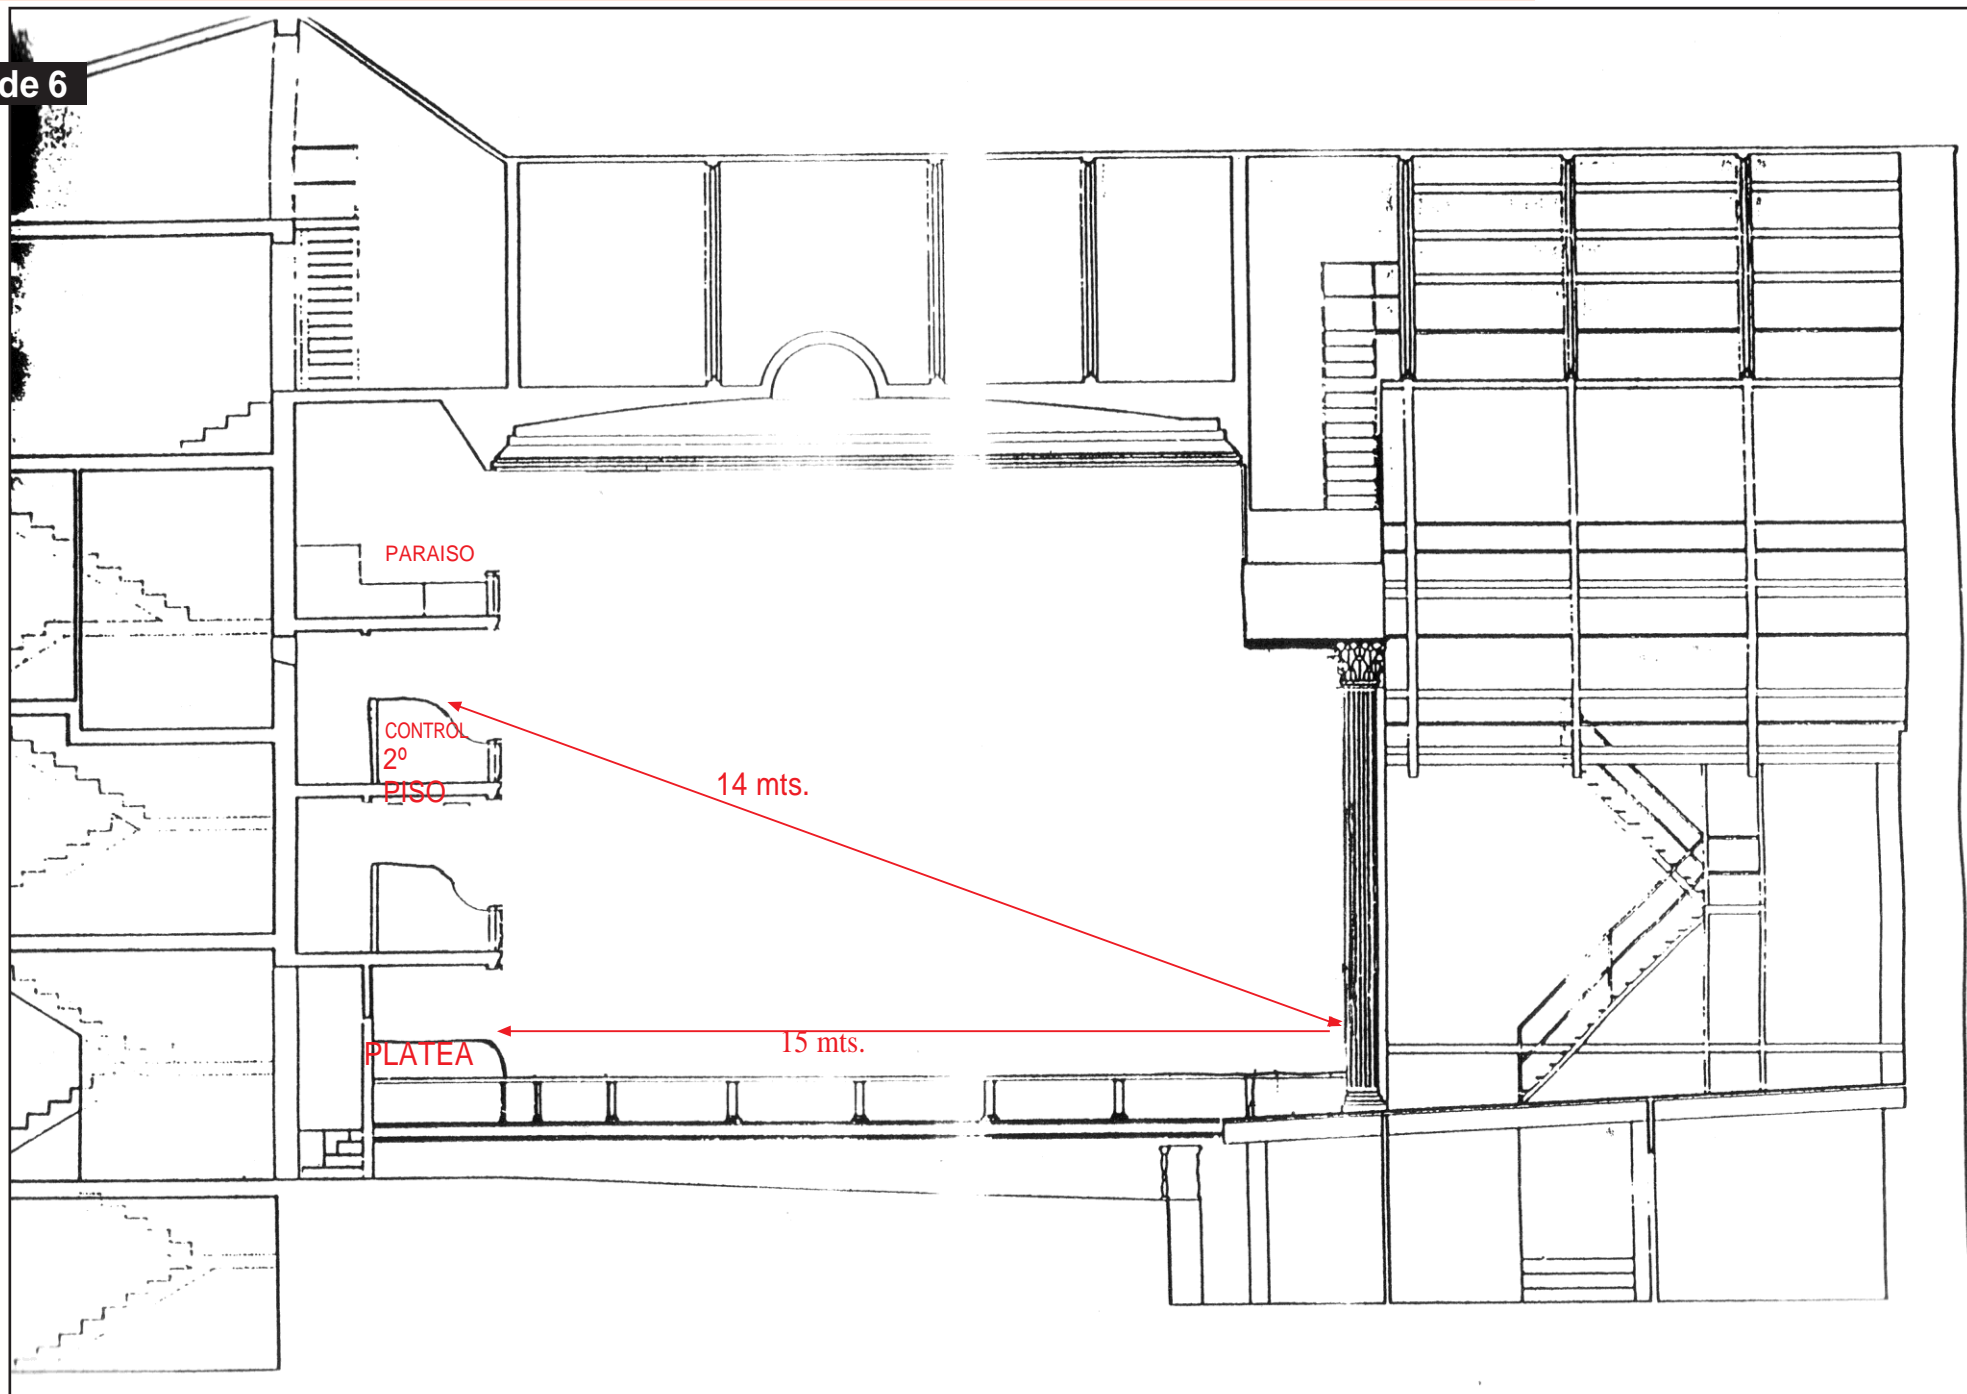 de 6
PARAISO
CONTROL
2º
PISO
14 mts.
15 mts.
PLATEA